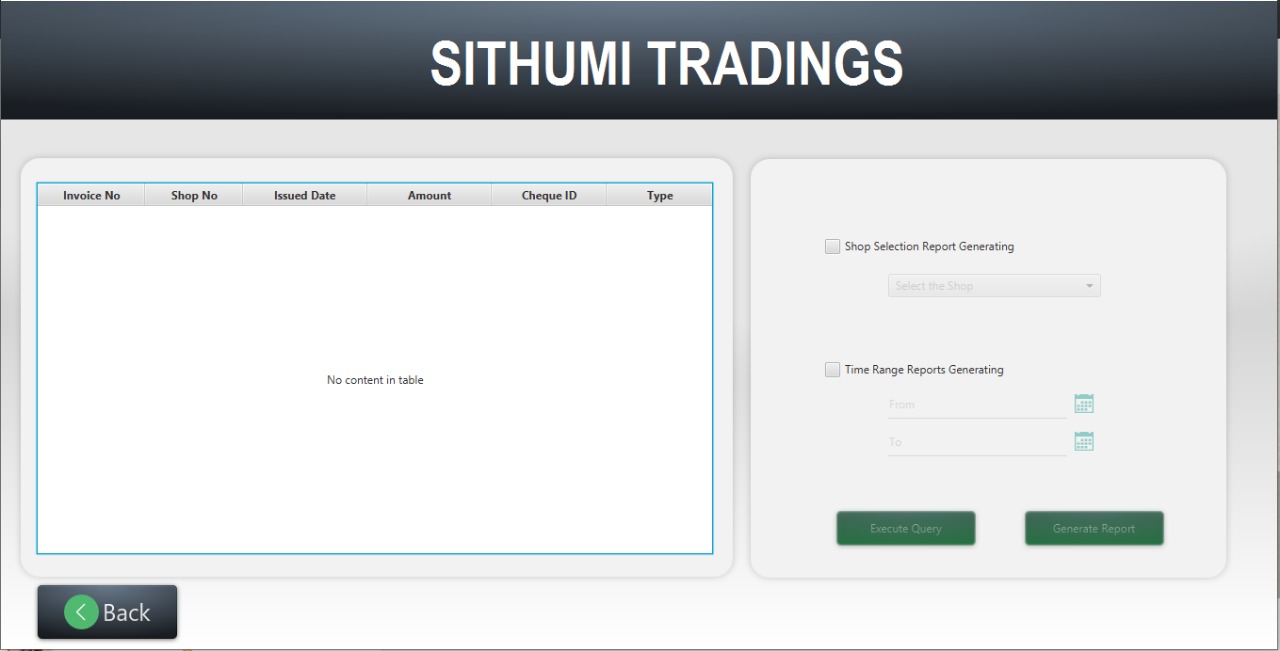 SITHUMI TRADINGS
Invoice No Shop No Issued Date Amount Cheque ID Type
No content in table
Shop Selection Report Generating
Select the Shop
Time Range Reports Generating
From
To
Execute Query Generate Report
Back